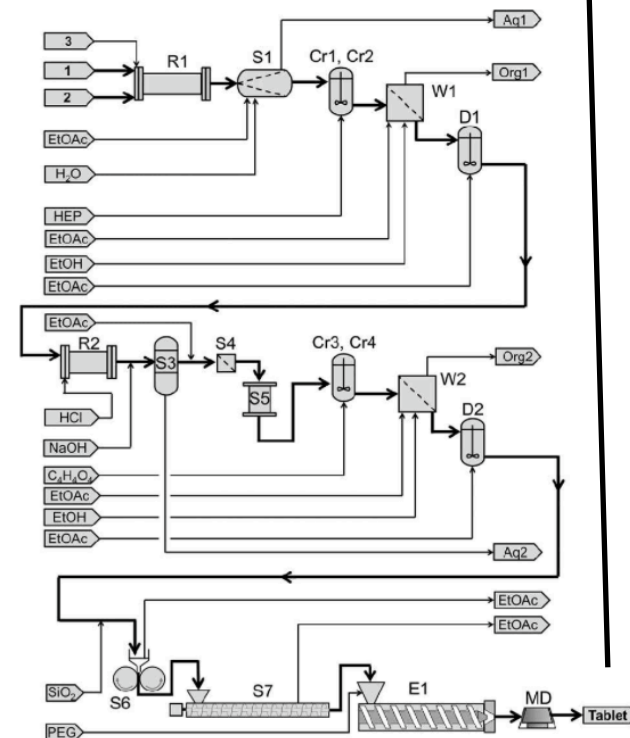 Aq1
3
R1
S1
Cr1, Cr2
1
Org1
W1
2
D1
EtOAc
H₂O
HEP
EtOAc
EtOH
EtOAc
EtOAc
R2
S3
S4
Cr3, Cr4
Org2
W2
S5
D2
HCl
NaOH
C₄H₄O₄
EtOAc
EtOH
EtOAc
Aq2
EtOAc
EtOAc
SiO₂
S6
S7
E1
MD
Tablet
PEG